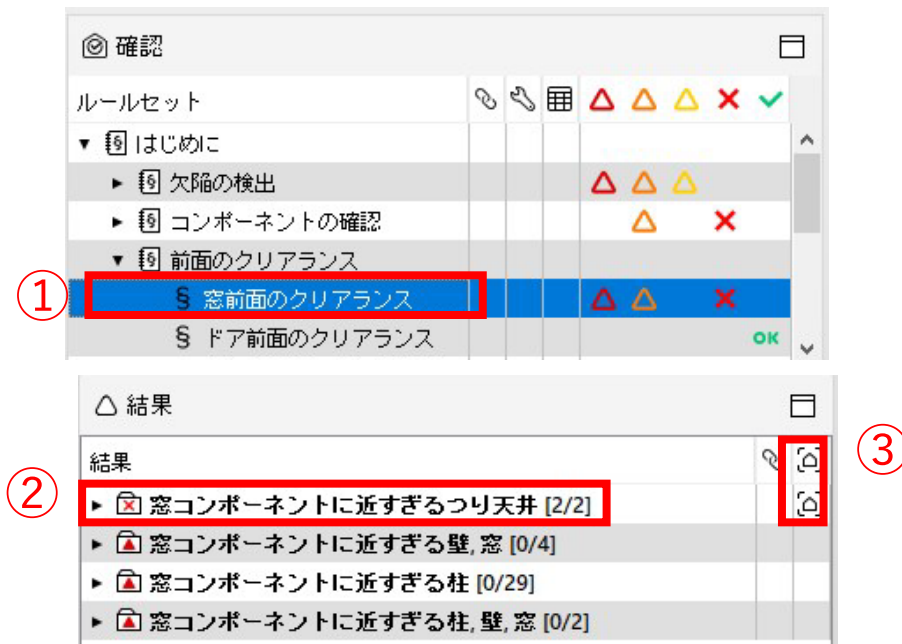 確認
ルールセット
はじめに
欠陥の検出
コンポーネントの確認
前面のクリアランス
① § 窓前面のクリアランス
§ ドア前面のクリアランス OK
結果
結果 ③
② 窓コンポーネントに近すぎるつり天井 [2/2]
窓コンポーネントに近すぎる壁, 窓 [0/4]
窓コンポーネントに近すぎる柱 [0/29]
窓コンポーネントに近すぎる柱, 壁, 窓 [0/2]